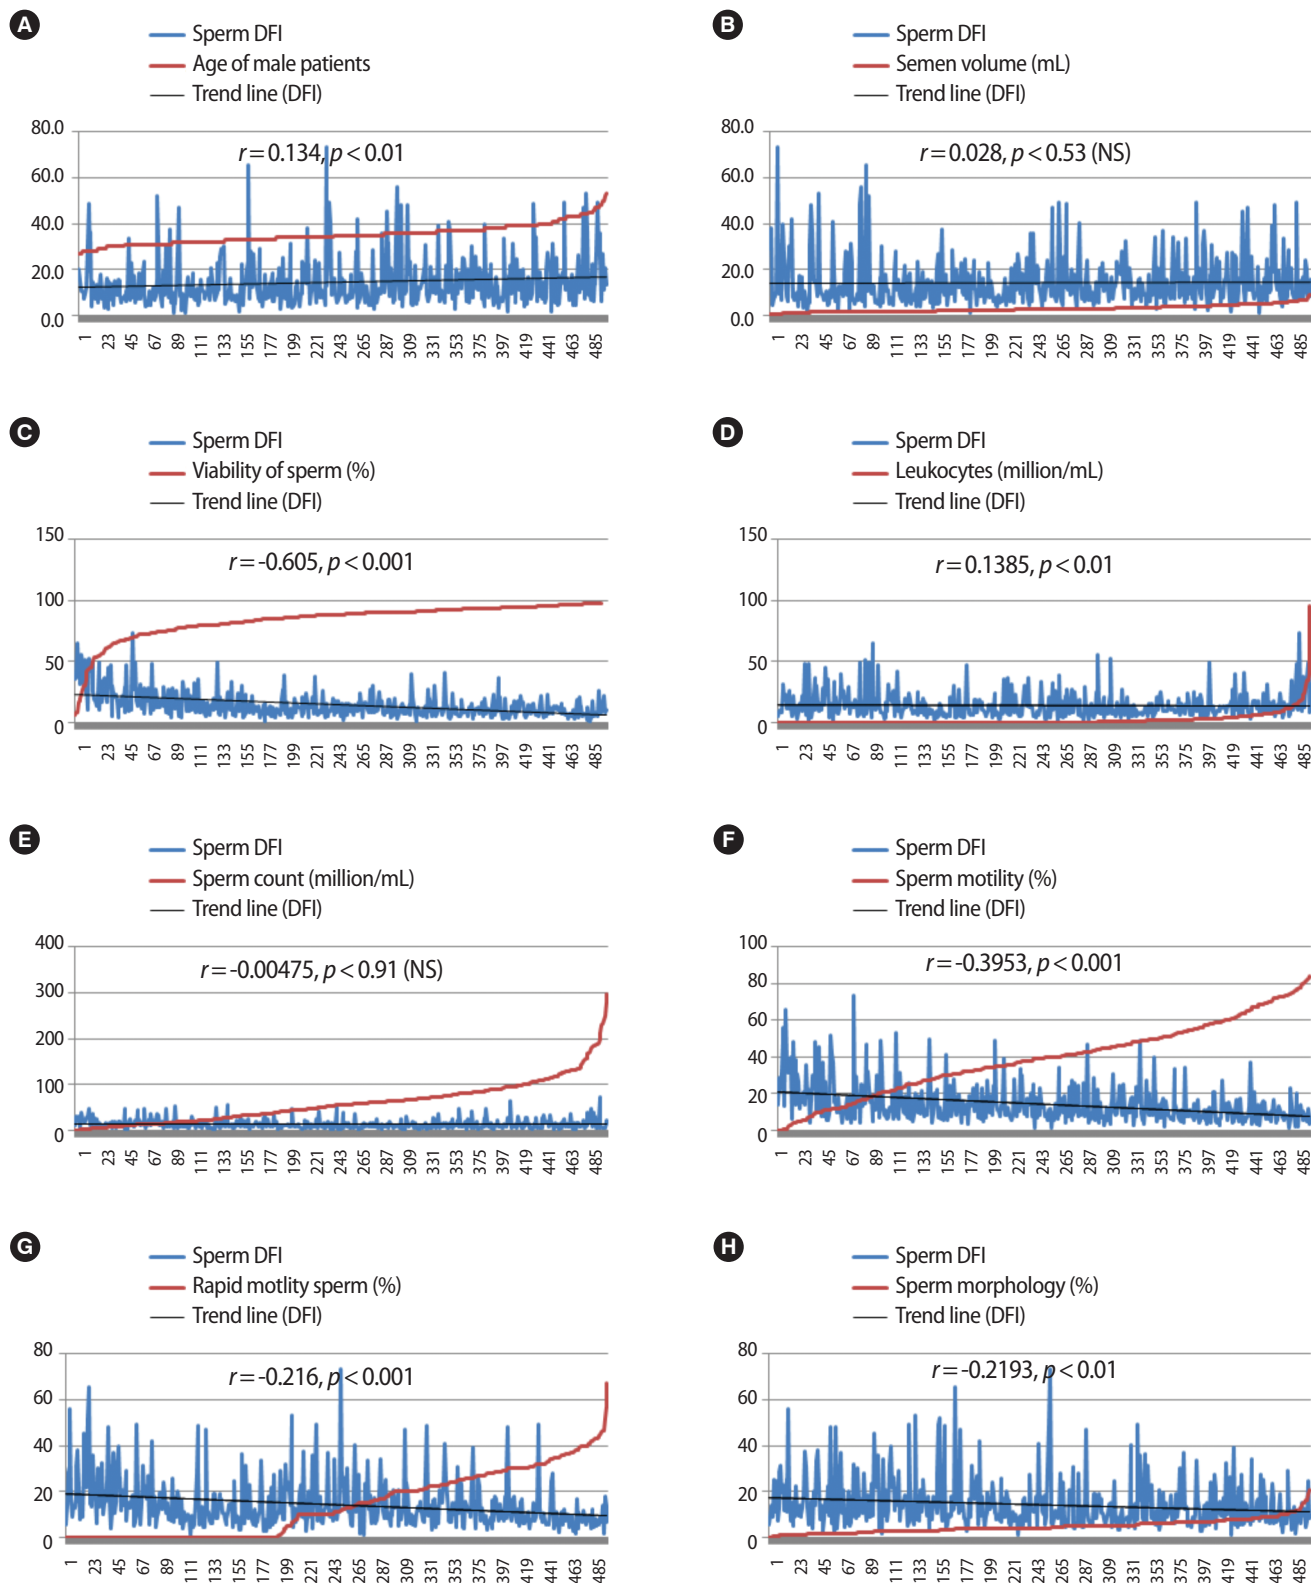 A
Sperm DFI
Age of male patients
Trend line (DFI)
80.0
60.0
40.0
20.0
0.0
r=0.134, p<0.01
1 23 45 67 89 111 133 155 177 199 221 243 265 287 309 331 353 375 397 419 441 463 485
B
Sperm DFI
Semen volume (mL)
Trend line (DFI)
80.0
60.0
40.0
20.0
0.0
r=0.028, p<0.53 (NS)
1 23 45 67 89 111 133 155 177 199 221 243 265 287 309 331 353 375 397 419 441 463 485
C
Sperm DFI
Viability of sperm (%)
Trend line (DFI)
150
100
50
0
r=-0.605, p<0.001
1 23 45 67 89 111 133 155 177 199 221 243 265 287 309 331 353 375 397 419 441 463 485
D
Sperm DFI
Leukocytes (million/mL)
Trend line (DFI)
150
100
50
0
r=0.1385, p<0.01
1 23 45 67 89 111 133 155 177 199 221 243 265 287 309 331 353 375 397 419 441 463 485
E
Sperm DFI
Sperm count (million/mL)
Trend line (DFI)
400
300
200
100
0
r=-0.00475, p<0.91 (NS)
1 23 45 67 89 111 133 155 177 199 221 243 265 287 309 331 353 375 397 419 441 463 485
F
Sperm DFI
Sperm motility (%)
Trend line (DFI)
100
80
60
40
20
0
r=-0.3953, p<0.001
1 23 45 67 89 111 133 155 177 199 221 243 265 287 309 331 353 375 397 419 441 463 485
G
Sperm DFI
Rapid motlity sperm (%)
Trend line (DFI)
80
60
40
20
0
r=-0.216, p<0.001
1 23 45 67 89 111 133 155 177 199 221 243 265 287 309 331 353 375 397 419 441 463 485
H
Sperm DFI
Sperm morphology (%)
Trend line (DFI)
80
60
40
20
0
r=-0.2193, p<0.01
1 23 45 67 89 111 133 155 177 199 221 243 265 287 309 331 353 375 397 419 441 463 485